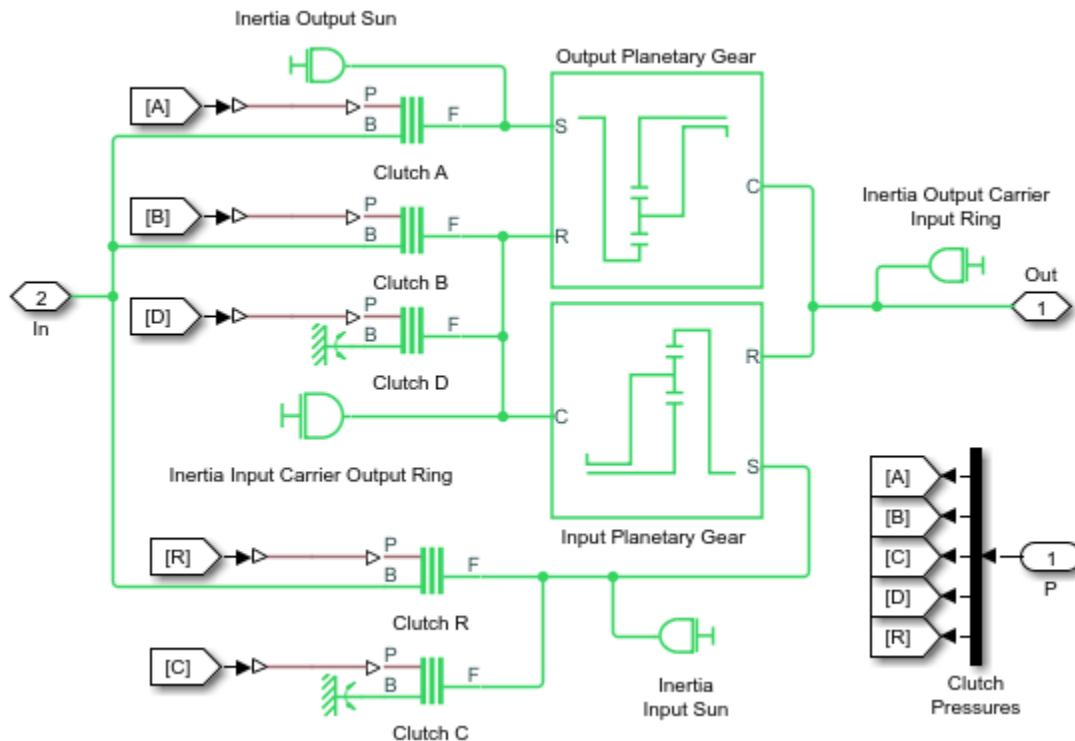 Inertia Output Sun
Output Planetary Gear
[A]
P
B
F
S
Clutch A
C
Inertia Output Carrier
Input Ring
[B]
P
B
F
R
Clutch B
Out
1
2
In
[D]
P
B
F
Clutch D
R
C
Inertia Input Carrier Output Ring
S
Input Planetary Gear
[A]
[B]
[C]
[D]
[R]
1
P
Clutch
Pressures
[R]
P
B
F
Clutch R
[C]
P
B
F
Clutch C
Inertia
Input Sun